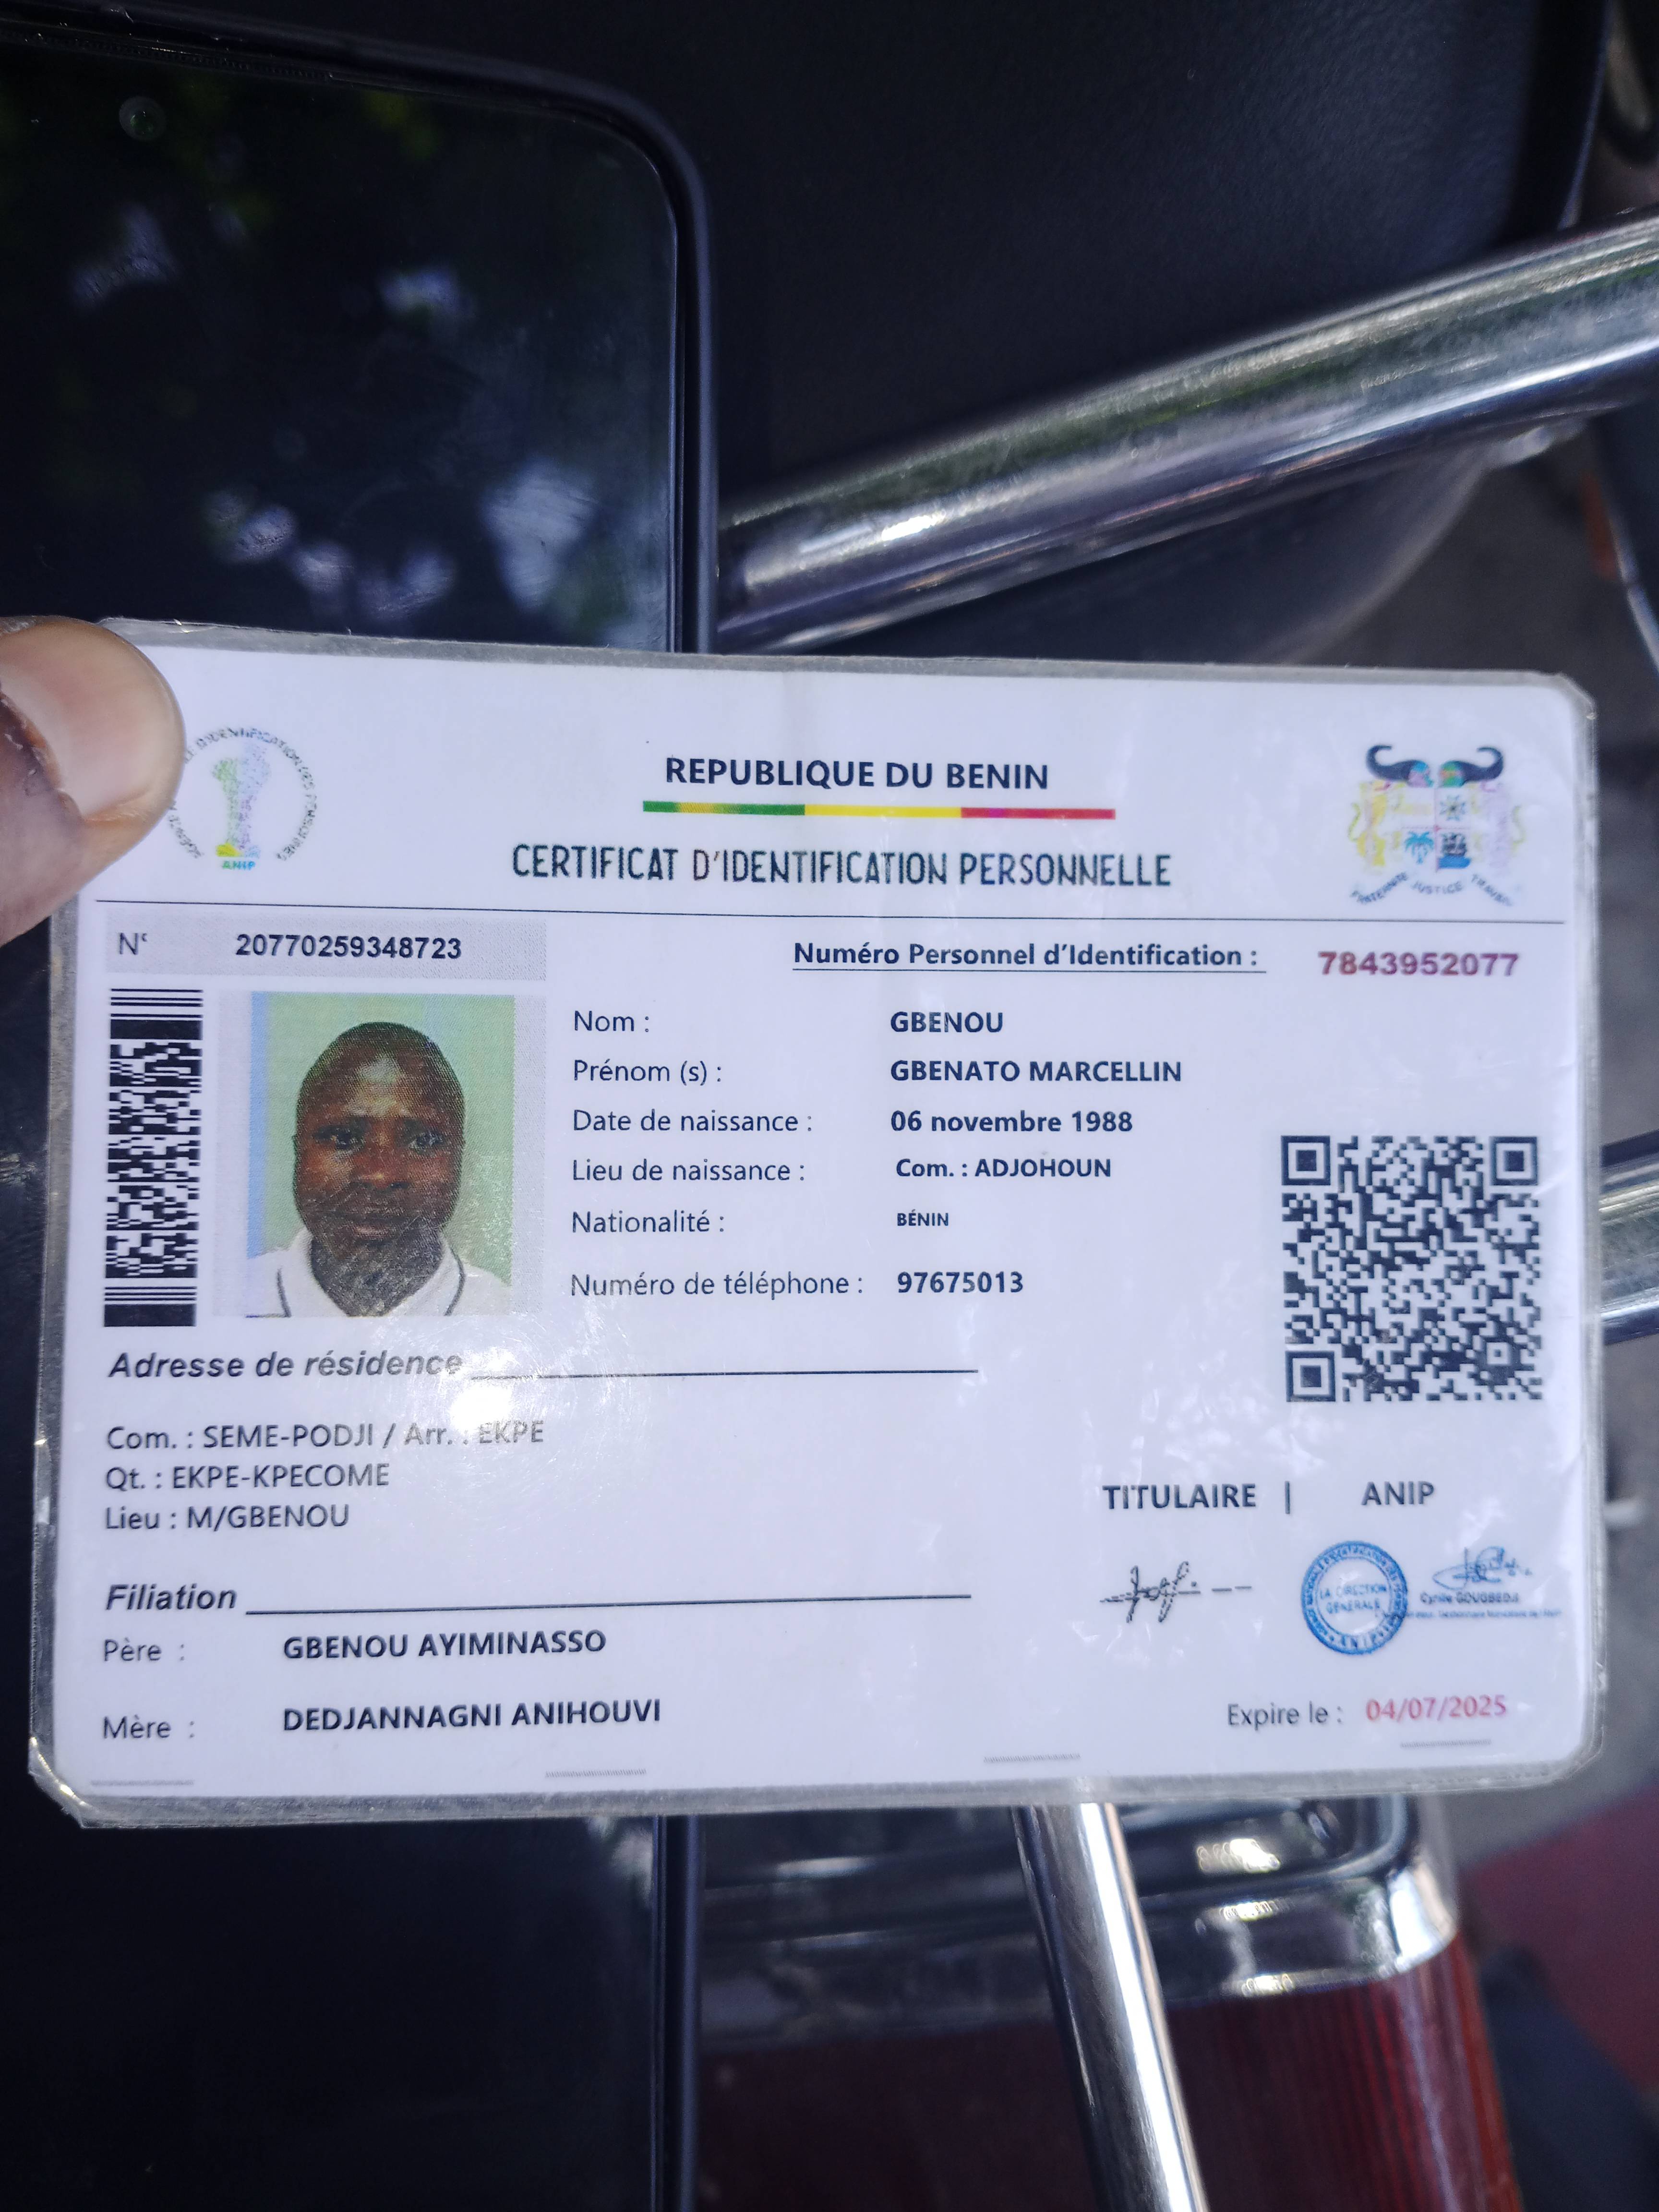 REPUBLIQUE DU BENIN
CERTIFICAT D'IDENTIFICATION PERSONNELLE
ANIP
FRATERNITE JUSTICE TRAVAIL
N° 20770259348723
Numéro Personnel d'Identification : 7843952077
Nom : GBENOU
Prénom (s) : GBENATO MARCELLIN
Date de naissance : 06 novembre 1988
Lieu de naissance : Com. : ADJOHOUN
Nationalité : BÉNIN
Numéro de téléphone : 97675013
Adresse de résidence
Com. : SEME-PODJI / Arr. : EKPE
Qt. : EKPE-KPECOME
Lieu : M/GBENOU
TITULAIRE | ANIP
LA DIRECTION
GENERALE
ANIP
Filiation
Père : GBENOU AYIMINASSO
Mère : DEDJANNAGNI ANIHOUVI
Expire le : 04/07/2025